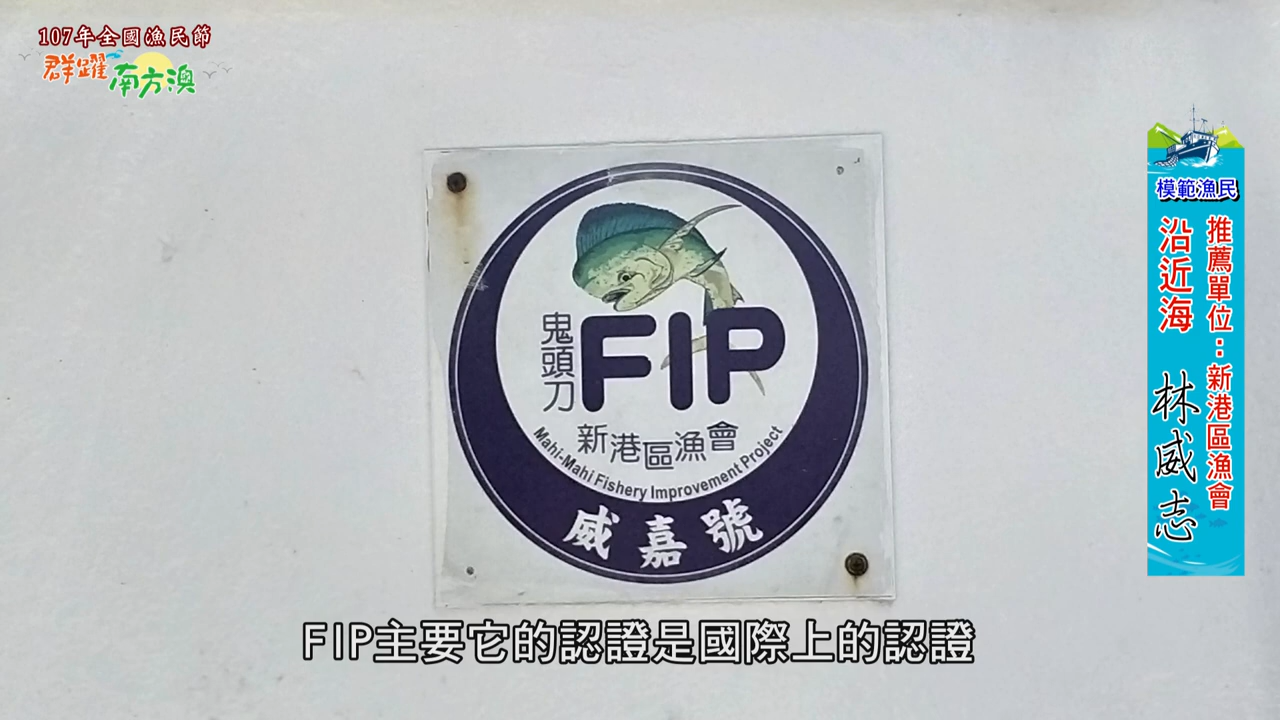 107年全國漁民節
群躍南方澳
模範漁民
推薦單位：新港區漁會
沿近海 林威志
鬼頭刀
FIP
新港區漁會
Mahi-Mahi Fishery Improvement Project
威嘉號
FIP主要它的認證是國際上的認證